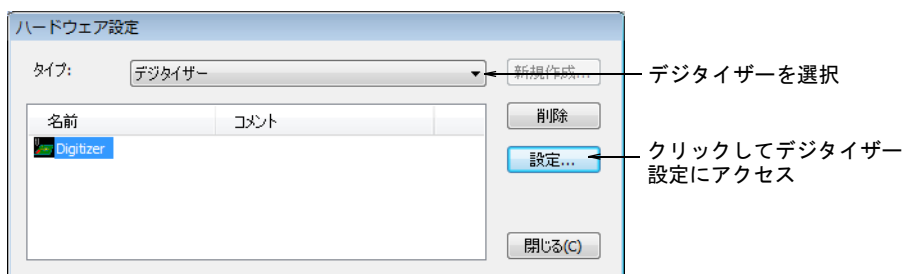 ハードウェア設定
タイプ: デジタイザー 新規作成... デジタイザーを選択
名前 コメント 削除
Digitizer 設定... クリックしてデジタイザー
設定にアクセス
閉じる(C)